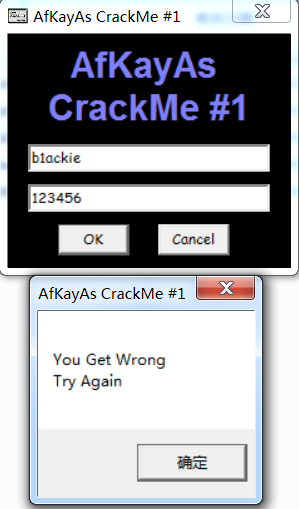 AfKayAs CrackMe #1
AfKayAs
CrackMe #1
b1ackie
123456
OK
Cancel
AfKayAs CrackMe #1
You Get Wrong
Try Again
确定